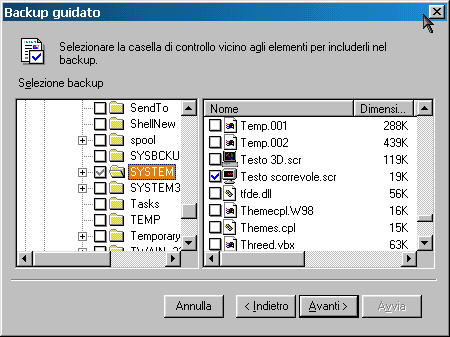 Backup guidato
Selezionare la casella di controllo vicino agli elementi per includerli nel
backup.
Selezione backup
SendTo
ShellNew
spool
SYSBCKU
SYSTEM
SYSTEM3
Tasks
TEMP
Temporary
Nome Dimensi...
Temp.001 288K
Temp.002 439K
Testo 3D.scr 119K
Testo scorrevole.scr 19K
tfde.dll 56K
Themecpl.W98 16K
Themes.cpl 15K
Threed.vbx 63K
Annulla
< Indietro
Avanti >
Avvia